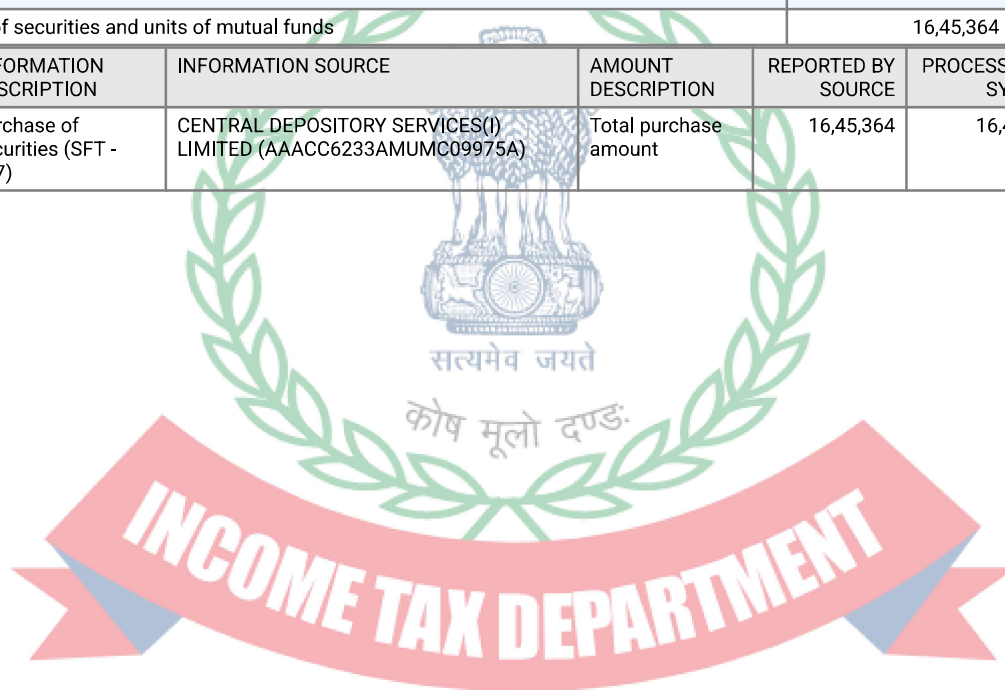 of securities and units of mutual funds 16,45,364
FORMATION INFORMATION SOURCE AMOUNT REPORTED BY PROCESS
SCRIPTION DESCRIPTION SOURCE SY
rchase of CENTRAL DEPOSITORY SERVICES(I) Total purchase 16,45,364 16,4
curities (SFT - LIMITED (AAACC6233AMUMC09975A) amount
7)
सत्यमेव जयते
कोष मूलो दण्डः
INCOME TAX DEPARTMENT